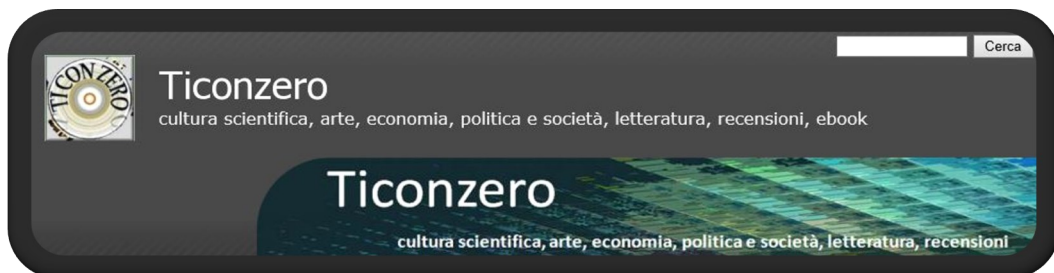 Cerca
TICONZERO
Ticonzero
cultura scientifica, arte, economia, politica e società, letteratura, recensioni, ebook
Ticonzero
cultura scientifica, arte, economia, politica e società, letteratura, recensioni